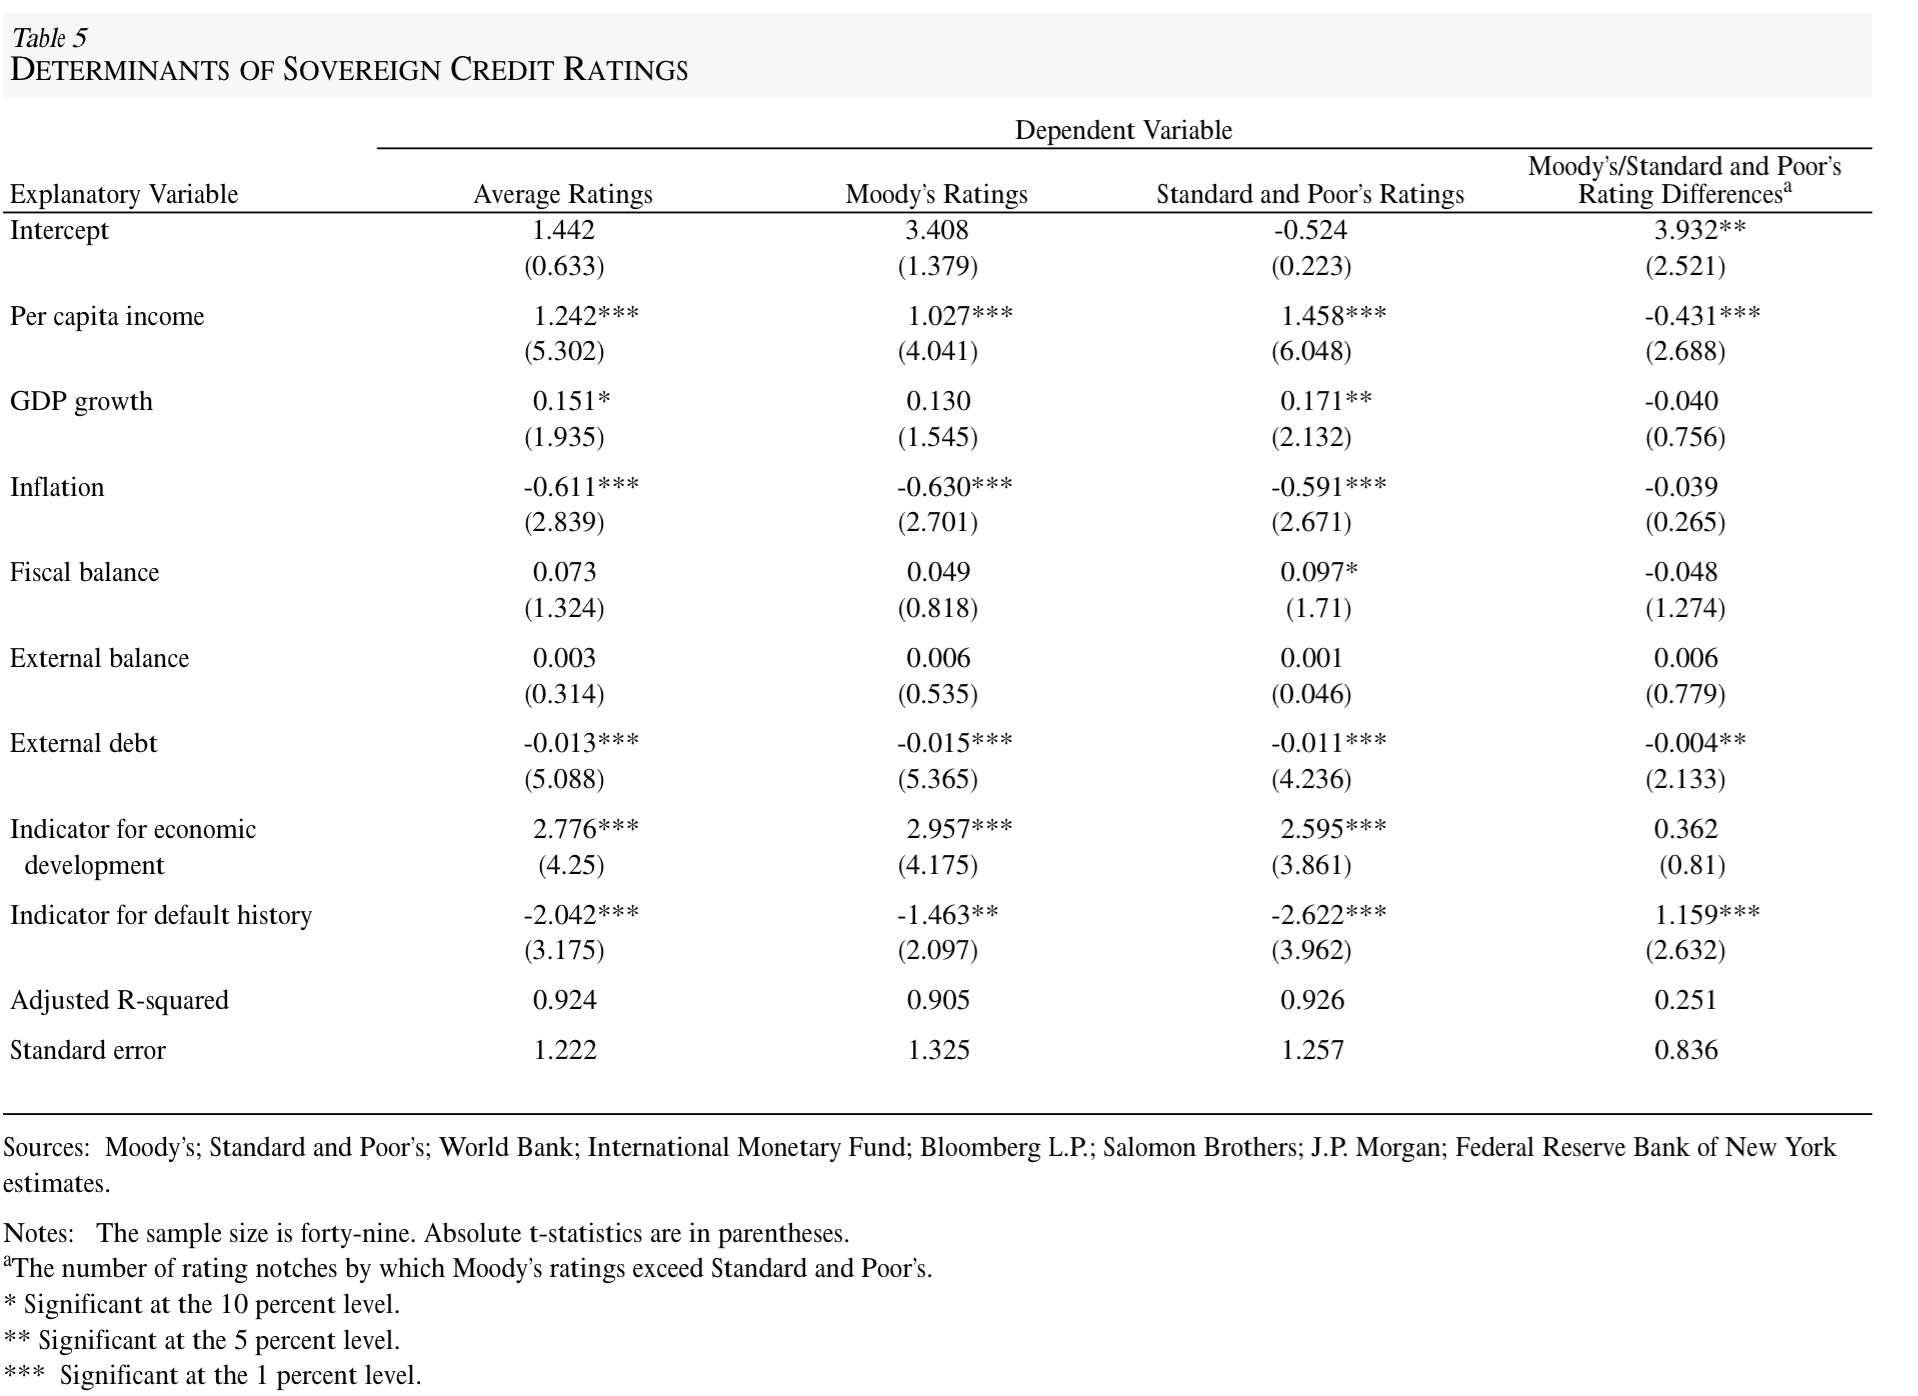 Table 5
DETERMINANTS OF SOVEREIGN CREDIT RATINGS
Dependent Variable
Explanatory Variable Average Ratings Moody’s Ratings Standard and Poor’s Ratings Moody’s/Standard and Poor’s Rating Differencesᵃ
Intercept 1.442 3.408 -0.524 3.932**
(0.633) (1.379) (0.223) (2.521)
Per capita income 1.242*** 1.027*** 1.458*** -0.431***
(5.302) (4.041) (6.048) (2.688)
GDP growth 0.151* 0.130 0.171** -0.040
(1.935) (1.545) (2.132) (0.756)
Inflation -0.611*** -0.630*** -0.591*** -0.039
(2.839) (2.701) (2.671) (0.265)
Fiscal balance 0.073 0.049 0.097* -0.048
(1.324) (0.818) (1.71) (1.274)
External balance 0.003 0.006 0.001 0.006
(0.314) (0.535) (0.046) (0.779)
External debt -0.013*** -0.015*** -0.011*** -0.004**
(5.088) (5.365) (4.236) (2.133)
Indicator for economic 2.776*** 2.957*** 2.595*** 0.362
development (4.25) (4.175) (3.861) (0.81)
Indicator for default history -2.042*** -1.463** -2.622*** 1.159***
(3.175) (2.097) (3.962) (2.632)
Adjusted R-squared 0.924 0.905 0.926 0.251
Standard error 1.222 1.325 1.257 0.836
Sources: Moody’s; Standard and Poor’s; World Bank; International Monetary Fund; Bloomberg L.P.; Salomon Brothers; J.P. Morgan; Federal Reserve Bank of New York
estimates.
Notes: The sample size is forty-nine. Absolute t-statistics are in parentheses.
ᵃThe number of rating notches by which Moody’s ratings exceed Standard and Poor’s.
* Significant at the 10 percent level.
** Significant at the 5 percent level.
*** Significant at the 1 percent level.